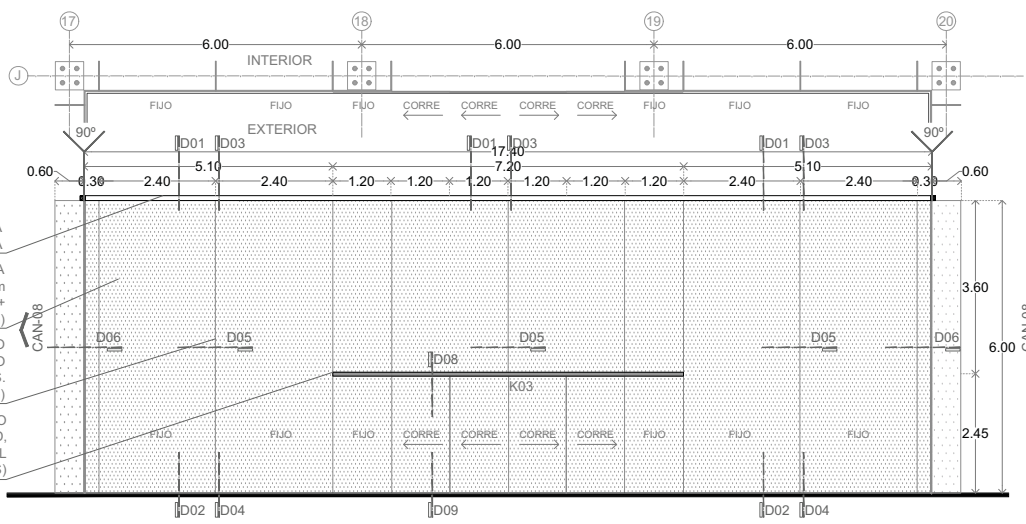 17 18 19 20
6.00 6.00 6.00
INTERIOR
J
FIJO FIJO FIJO CORRE CORRE CORRE CORRE FIJO FIJO FIJO
EXTERIOR
90º 90º
D01 D03 D01 D03 D01 D03
17.40
5.10 7.20 5.10
0.60 0.60
0.30 2.40 2.40 1.20 1.20 1.20 1.20 1.20 1.20 2.40 2.40 0.30
A
A
A
m
+
)
3.60
CAN-08
D06 D05 D05 D05 D06
6.00
CAN-08
O
O
S.
)
D08
K03
O
O,
L
3)
FIJO FIJO FIJO CORRE CORRE CORRE CORRE FIJO FIJO FIJO
2.45
D02 D04 D09 D02 D04